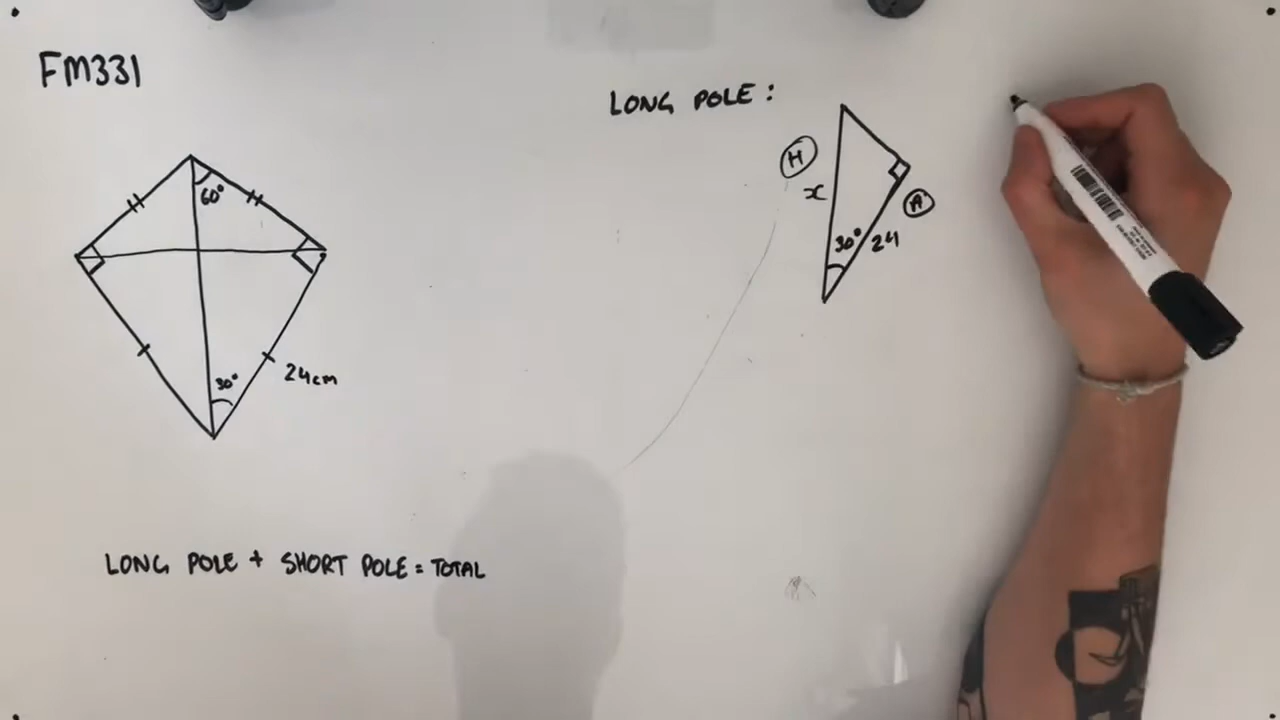 FM331
LONG POLE:
H
x
A
30°
24
60°
30°
24cm
LONG POLE + SHORT POLE = TOTAL